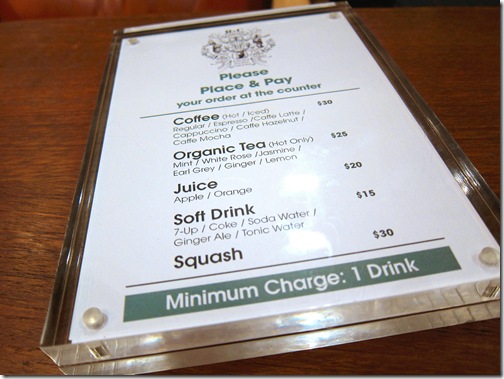 H·G
Please
Place & Pay
your order at the counter
Coffee (Hot / Iced) $30
Regular / Espresso / Caffe Latte /
Cappuccino / Caffe Hazelnut /
Caffe Mocha
Organic Tea (Hot Only) $25
Mint / White Rose / Jasmine /
Earl Grey / Ginger / Lemon
Juice $20
Apple / Orange
Soft Drink $15
7-Up / Coke / Soda Water /
Ginger Ale / Tonic Water
Squash $30
Minimum Charge: 1 Drink